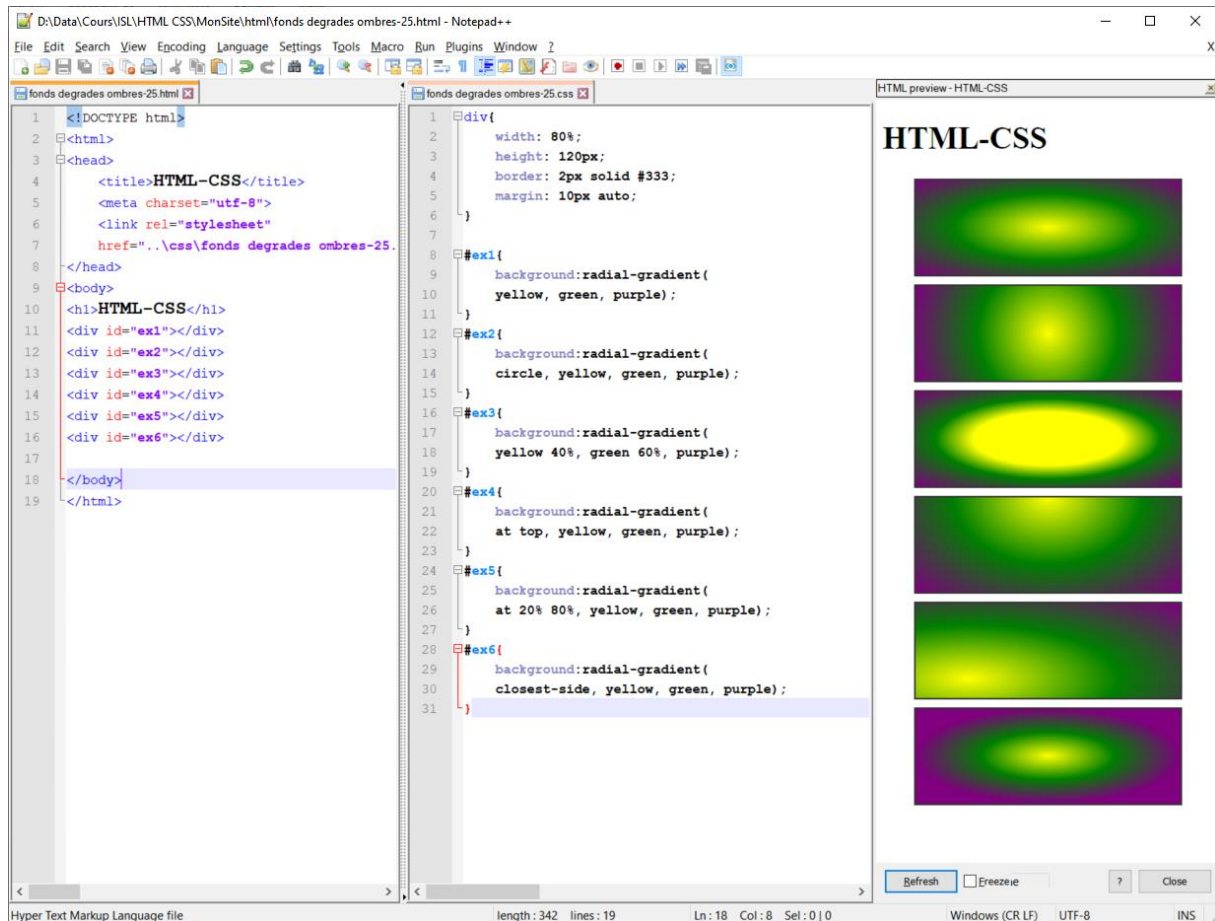 D:\Data\Cours\ISL\HTML CSS\MonSite\html\fonds degrades ombres-25.html - Notepad++
File Edit Search View Encoding Language Settings Tools Macro Run Plugins Window ? X
fonds degrades ombres-25.html
1 <!DOCTYPE html>
2 <html>
3 <head>
4 <title>HTML-CSS</title>
5 <meta charset="utf-8">
6 <link rel="stylesheet"
7 href="..\css\fonds degrades ombres-25.
8 </head>
9 <body>
10 <h1>HTML-CSS</h1>
11 <div id="ex1"></div>
12 <div id="ex2"></div>
13 <div id="ex3"></div>
14 <div id="ex4"></div>
15 <div id="ex5"></div>
16 <div id="ex6"></div>
17
18 </body>
19 </html>
fonds degrades ombres-25.css
1 div{
2 width: 80%;
3 height: 120px;
4 border: 2px solid #333;
5 margin: 10px auto;
6 }
7
8 #ex1{
9 background:radial-gradient(
10 yellow, green, purple);
11 }
12 #ex2{
13 background:radial-gradient(
14 circle, yellow, green, purple);
15 }
16 #ex3{
17 background:radial-gradient(
18 yellow 40%, green 60%, purple);
19 }
20 #ex4{
21 background:radial-gradient(
22 at top, yellow, green, purple);
23 }
24 #ex5{
25 background:radial-gradient(
26 at 20% 80%, yellow, green, purple);
27 }
28 #ex6{
29 background:radial-gradient(
30 closest-side, yellow, green, purple);
31 }
HTML preview - HTML-CSS
HTML-CSS
Refresh Freeze ? Close
Hyper Text Markup Language file length : 342 lines : 19 Ln : 18 Col : 8 Sel : 0 | 0 Windows (CR LF) UTF-8 INS